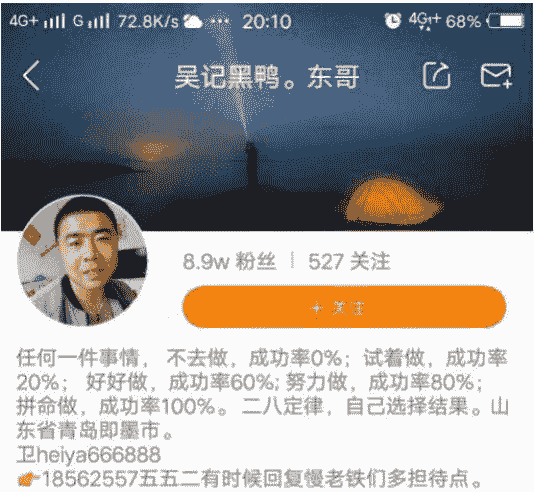 4G+ G 72.8K/s ··· 20:10 4G1+ 68%
吴记黑鸭。东哥
8.9w 粉丝 | 527 关注
+ 关注
任何一件事情， 不去做，成功率0%；试着做，成功率
20%； 好好做，成功率60%；努力做，成功率80%；
拼命做，成功率100%。 二八定律，自己选择结果。山
东省青岛即墨市。
卫heiya666888
👉18562557五五二有时候回复慢老铁们多担待点。